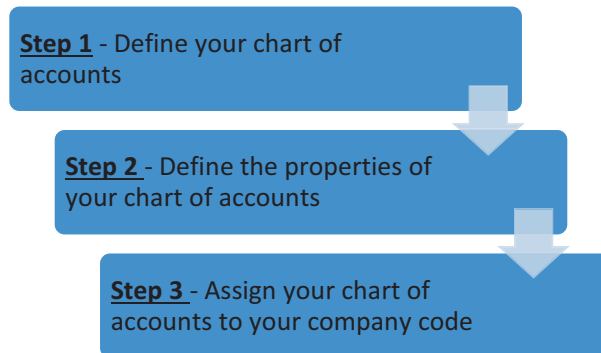 Step 1 - Define your chart of
accounts
Step 2 - Define the properties of
your chart of accounts
Step 3 - Assign your chart of
accounts to your company code